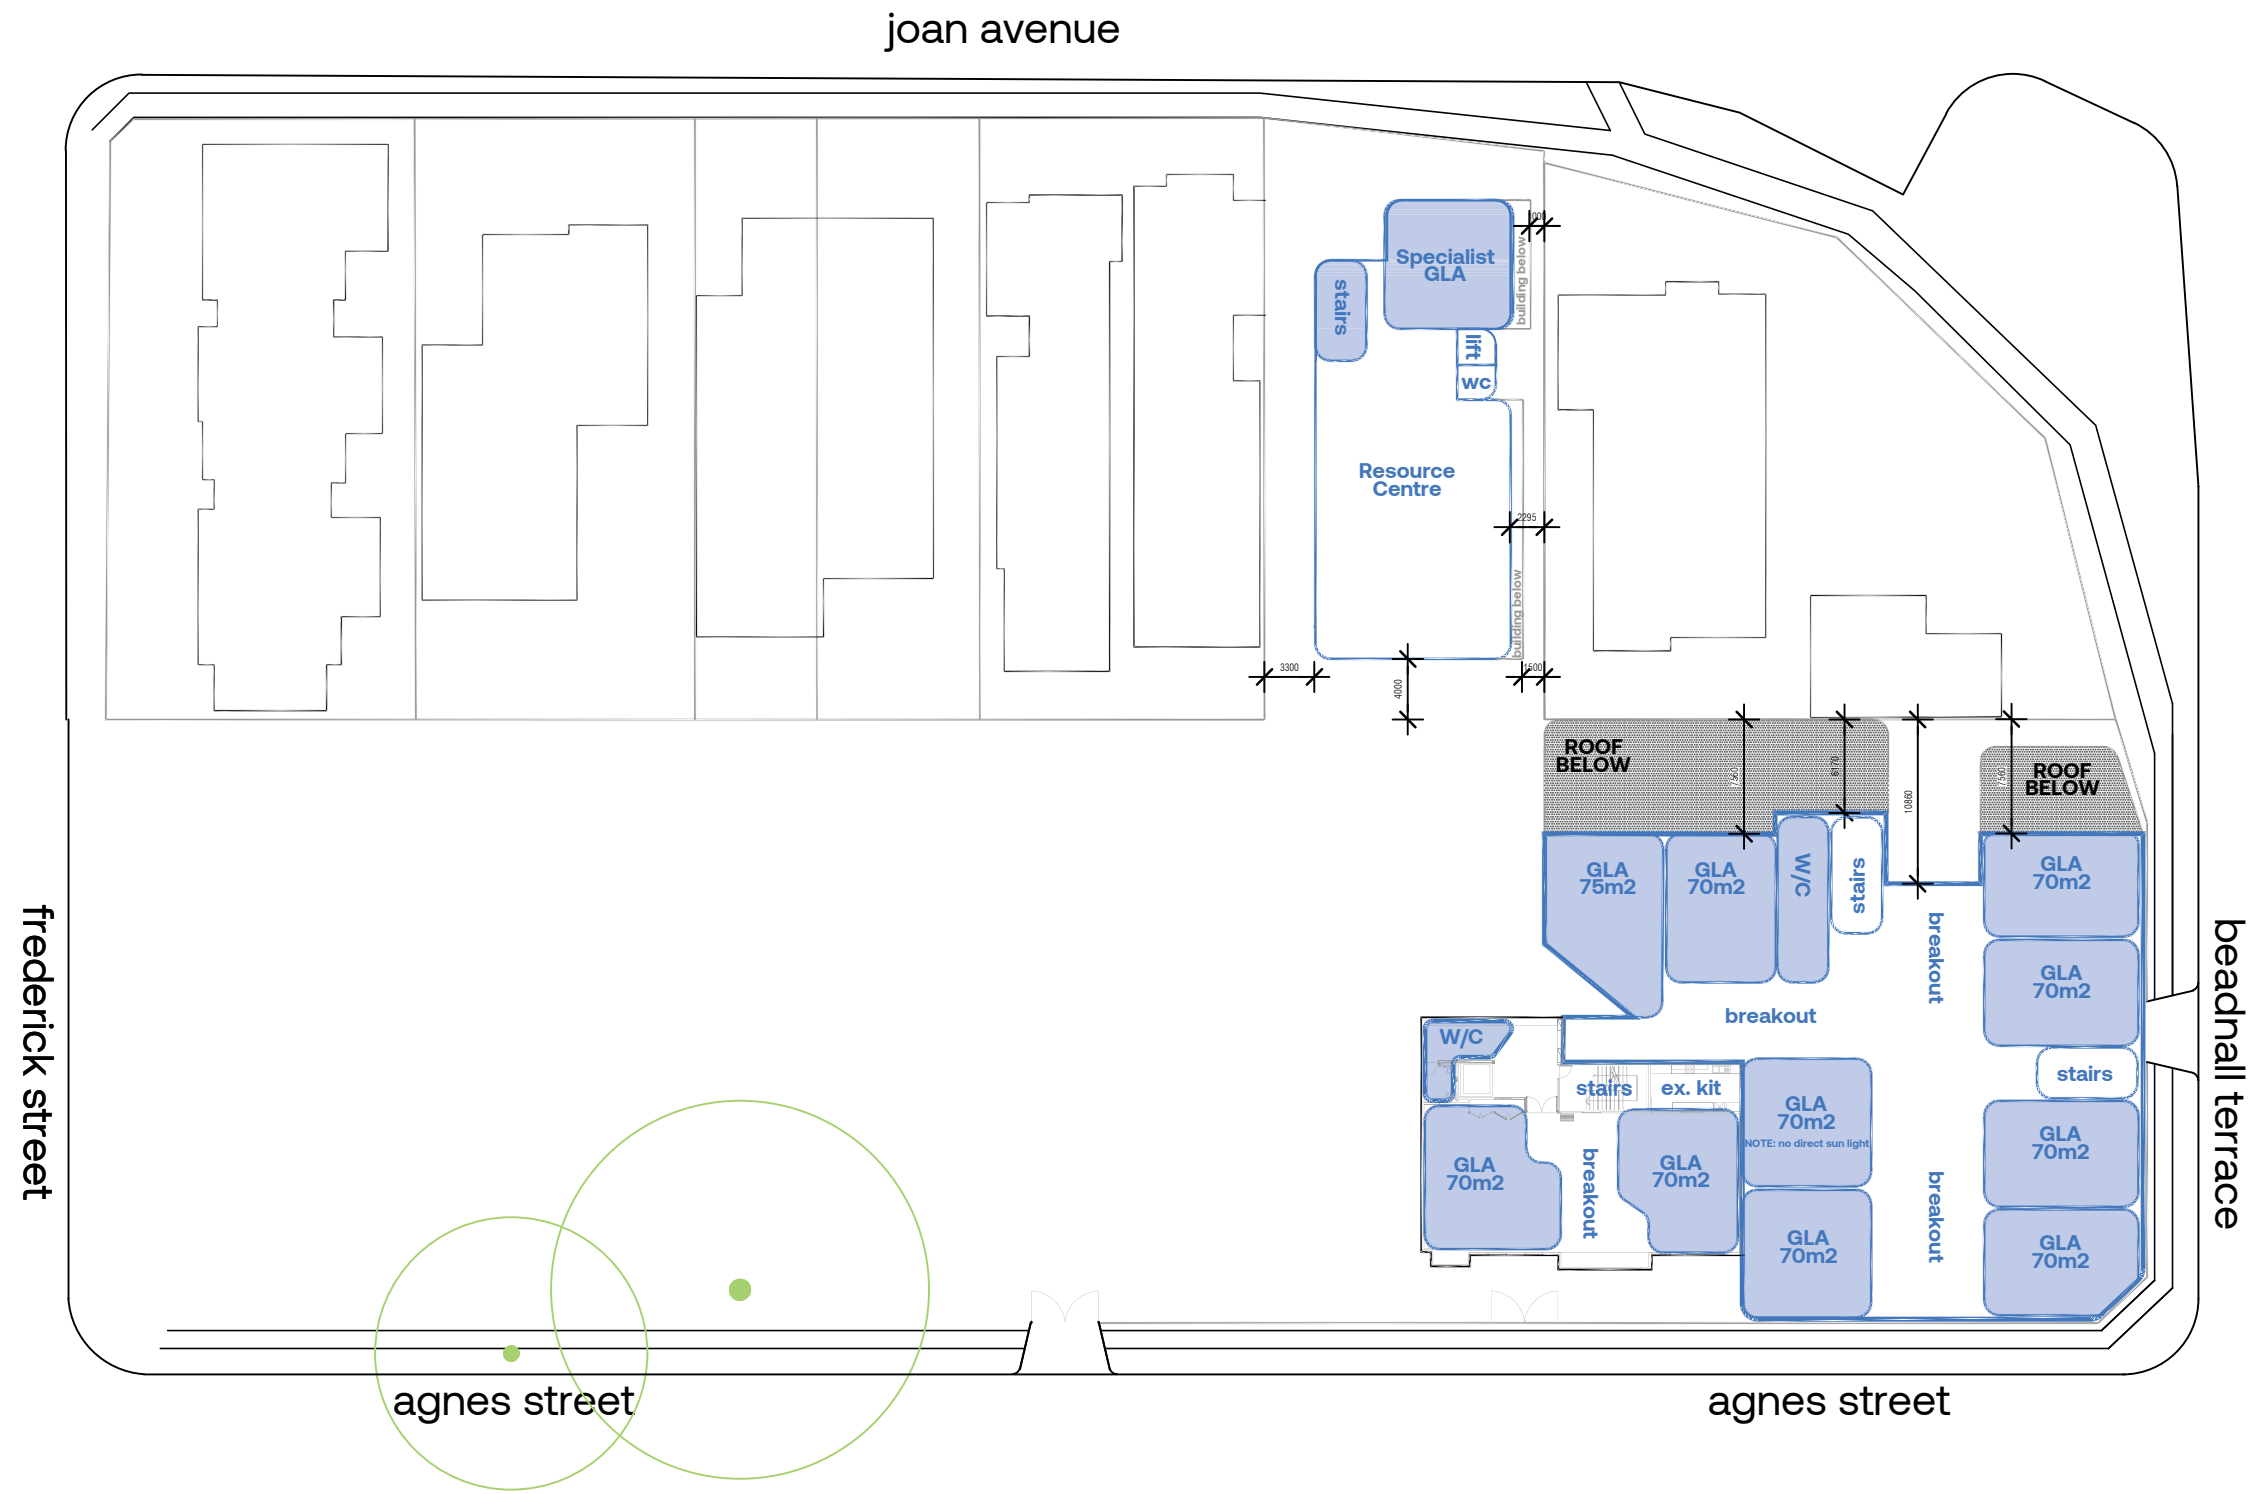 joan avenue
Specialist
GLA
stairs
building below
lift
wc
Resource
Centre
2295
building below
3300
1500
4000
ROOF
BELOW
7560
6170
10860
7560
ROOF
BELOW
GLA
75m2
GLA
70m2
W/C
stairs
GLA
70m2
breakout
GLA
70m2
breakout
W/C
stairs
ex. kit
stairs
GLA
70m2
NOTE: no direct sun light
GLA
70m2
GLA
70m2
breakout
GLA
70m2
breakout
GLA
70m2
GLA
70m2
frederick street
beadnall terrace
agnes street
agnes street